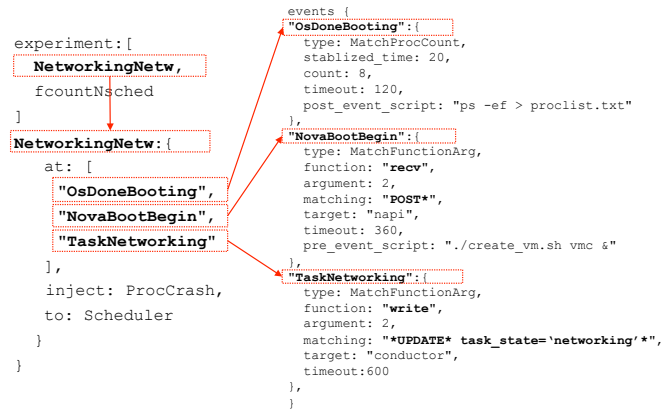 experiment:[
NetworkingNetw,
fcountNsched
]
NetworkingNetw:{
at: [
"OsDoneBooting",
"NovaBootBegin",
"TaskNetworking"
],
inject: ProcCrash,
to: Scheduler
}
}
events {
"OsDoneBooting":{
type: MatchProcCount,
stablized_time: 20,
count: 8,
timeout: 120,
post_event_script: "ps -ef > proclist.txt"
},
"NovaBootBegin":{
type: MatchFunctionArg,
function: "recv",
argument: 2,
matching: "POST*",
target: "napi",
timeout: 360,
pre_event_script: "./create_vm.sh vmc &"
},
"TaskNetworking":{
type: MatchFunctionArg,
function: "write",
argument: 2,
matching: "*UPDATE* task_state=‘networking’*",
target: "conductor",
timeout:600
},
}